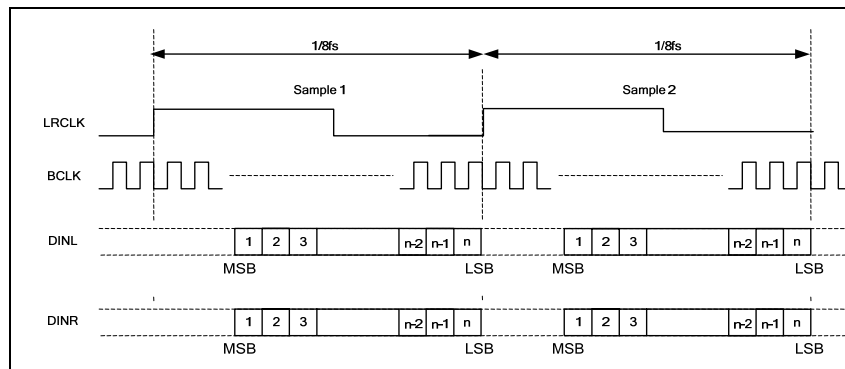 1/8fs 1/8fs
Sample 1 Sample 2
LRCLK
BCLK
DINL 1 2 3 n-2 n-1 n 1 2 3 n-2 n-1 n
MSB LSB MSB LSB
DINR 1 2 3 n-2 n-1 n 1 2 3 n-2 n-1 n
MSB LSB MSB LSB